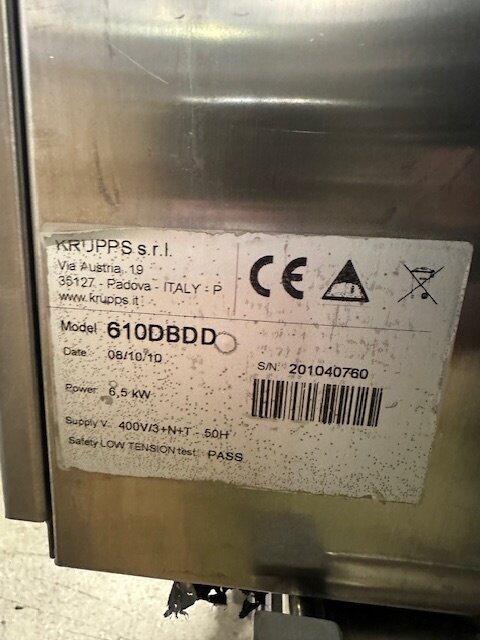 KRUPPS s.r.l.
Via Austria, 19
35127 - Padova - ITALY - P
www.krupps.it
CE
Model 610DBDD
Date 08/10/10
S/N: 201040760
Power 6,5 kW
Supply V. 400V/3+N+T - 50H
Safety LOW TENSION test: PASS